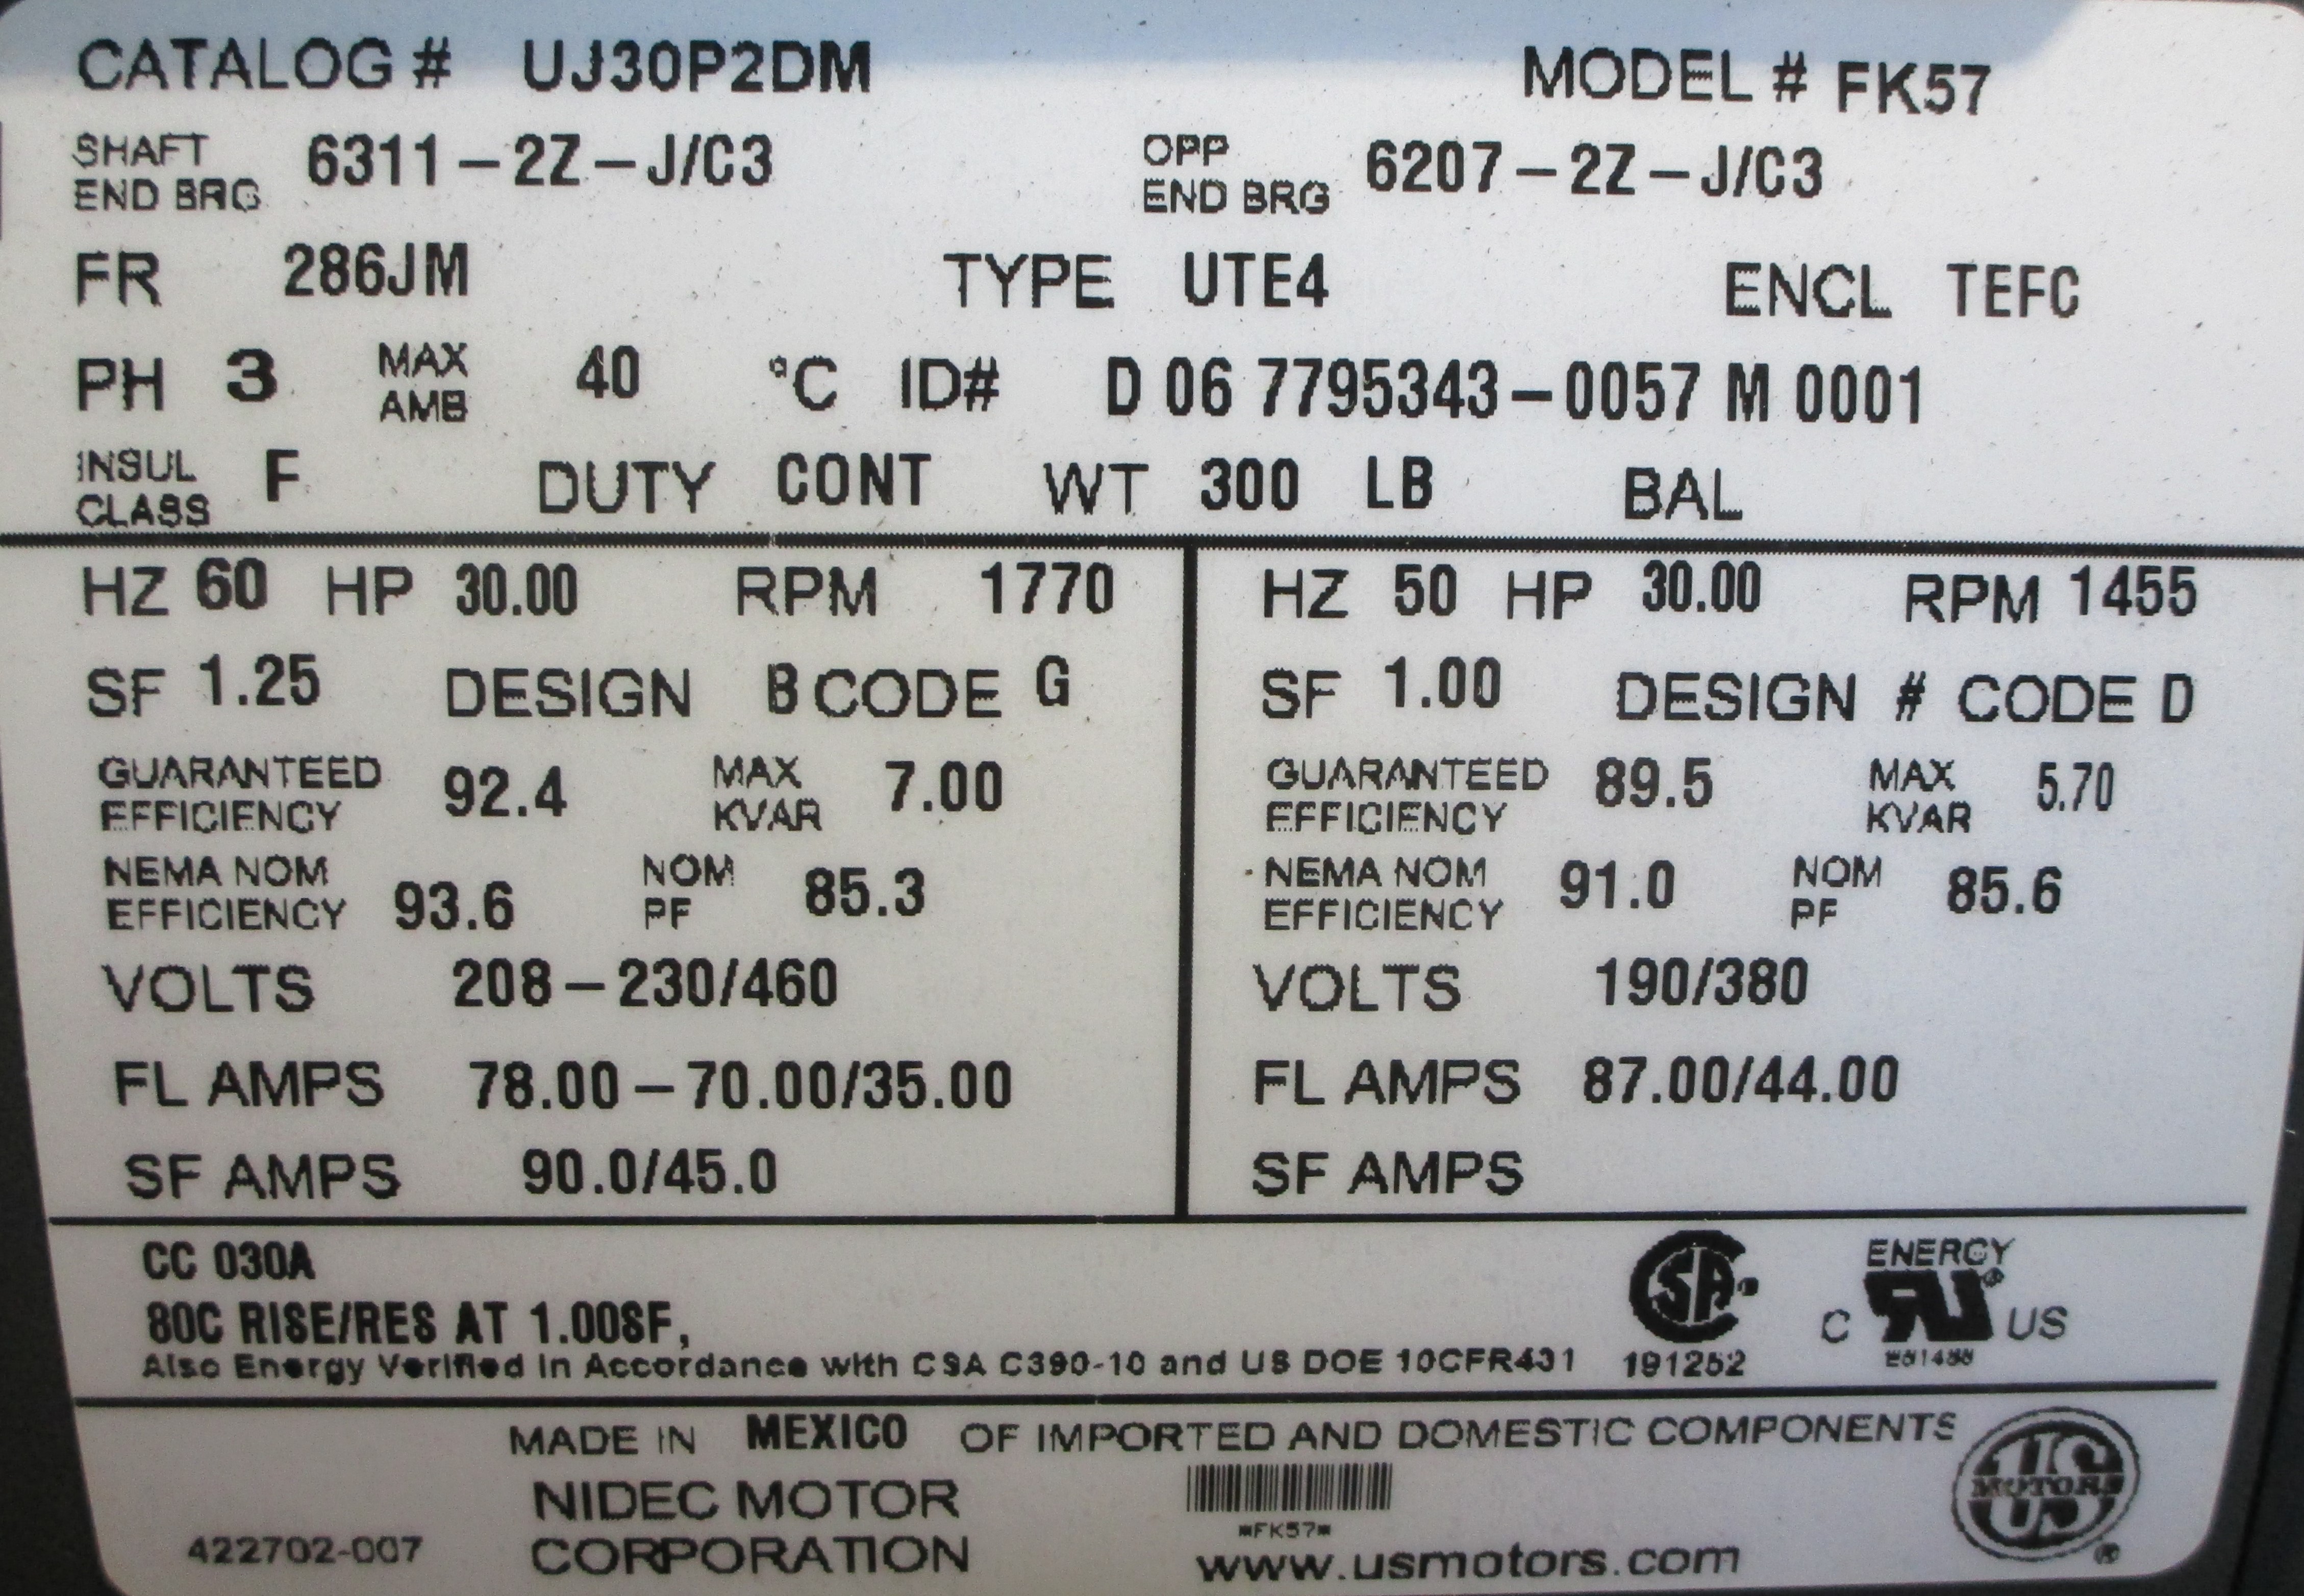 CATALOG # UJ30P2DM MODEL # FK57
SHAFT END BRG 6311-2Z-J/C3 OPP END BRG 6207-2Z-J/C3
FR 286JM TYPE UTE4 ENCL TEFC
PH 3 MAX AMB 40 °C ID# D 06 7795343-0057 M 0001
INSUL CLASS F DUTY CONT WT 300 LB BAL
HZ 60 HP 30.00 RPM 1770
SF 1.25 DESIGN B CODE G
GUARANTEED EFFICIENCY 92.4 MAX KVAR 7.00
NEMA NOM EFFICIENCY 93.6 NOM PF 85.3
VOLTS 208-230/460
FL AMPS 78.00-70.00/35.00
SF AMPS 90.0/45.0
HZ 50 HP 30.00 RPM 1455
SF 1.00 DESIGN # CODE D
GUARANTEED EFFICIENCY 89.5 MAX KVAR 5.70
NEMA NOM EFFICIENCY 91.0 NOM PF 85.6
VOLTS 190/380
FL AMPS 87.00/44.00
SF AMPS
CC 030A
80C RISE/RES AT 1.00SF,
Also Energy Verified in Accordance with CSA C390-10 and US DOE 10CFR431
CSA ®
191252
ENERGY
C RU ® US
MADE IN MEXICO OF IMPORTED AND DOMESTIC COMPONENTS
NIDEC MOTOR
CORPORATION
422702-007
*FK57*
www.usmotors.com
US MOTORS ®